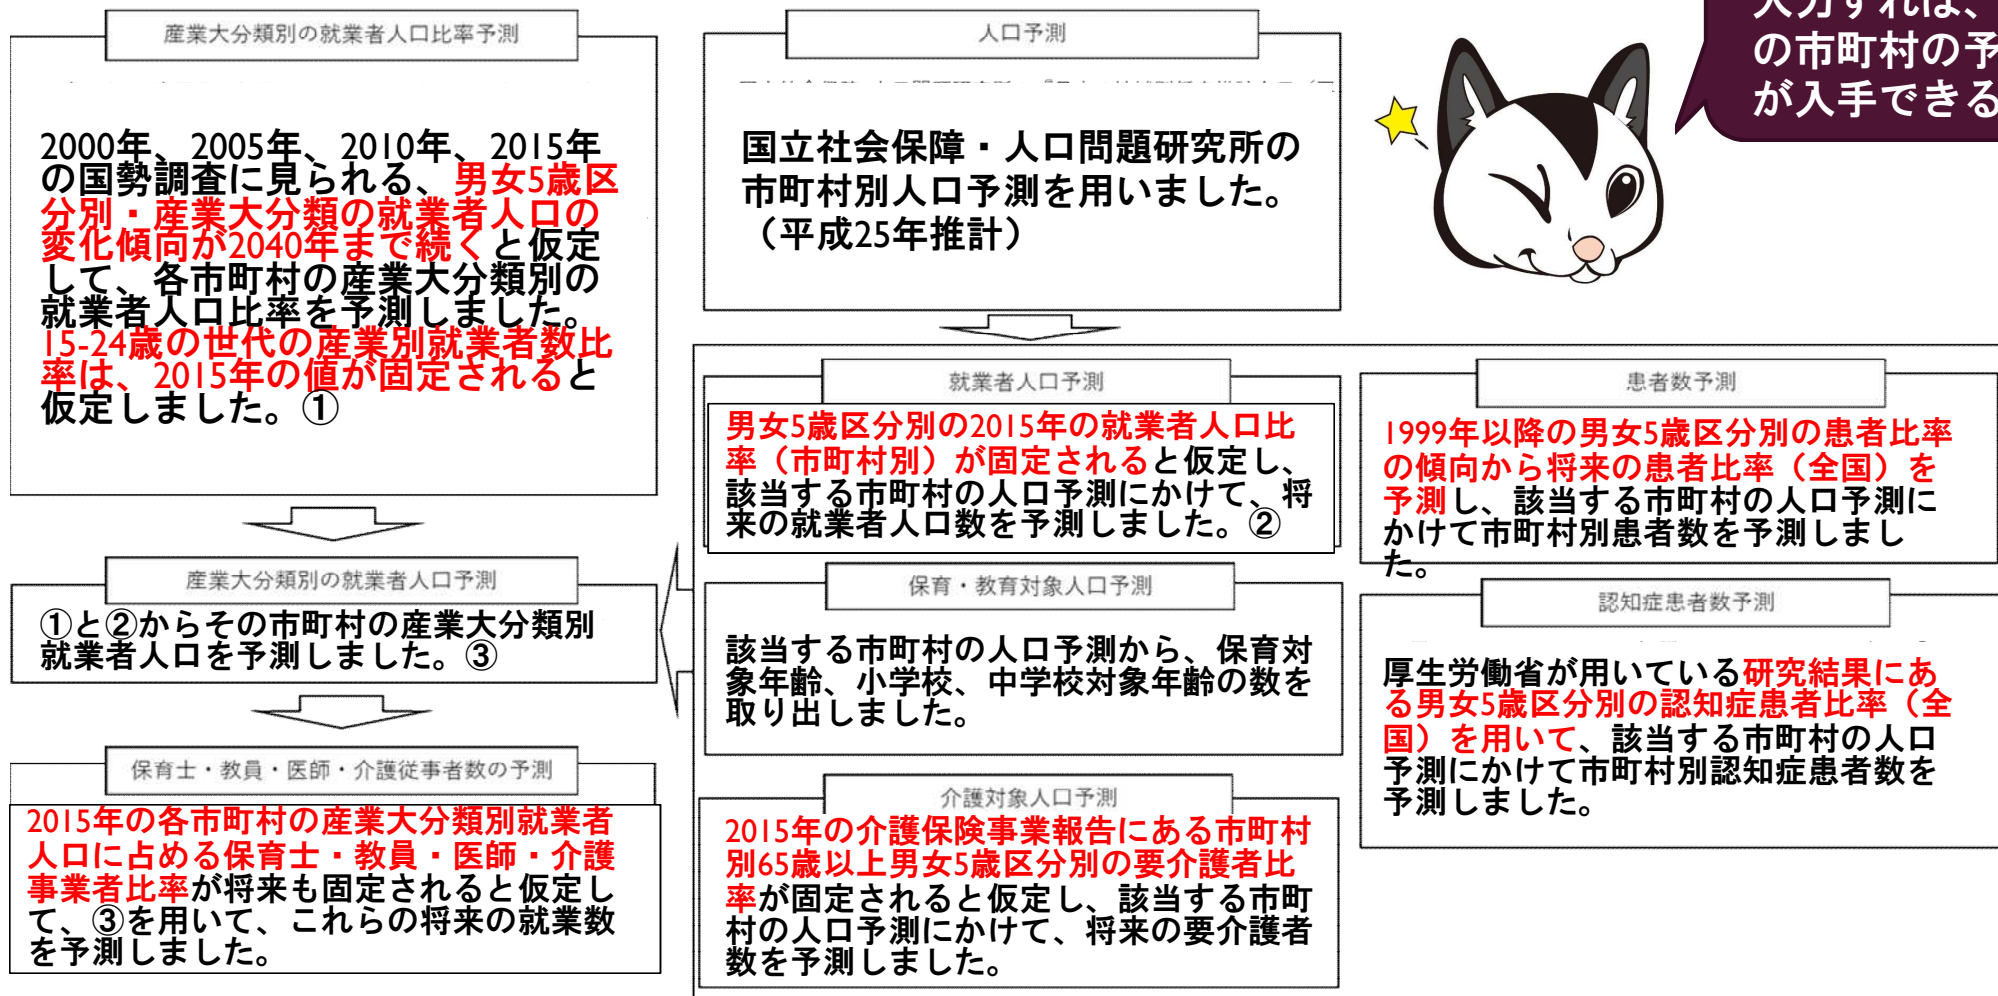 産業大分類別の就業者人口比率予測
2000年、2005年、2010年、2015年
の国勢調査に見られる、男女5歳区
分別・産業大分類の就業者人口の
変化傾向が2040年まで続くと仮定
して、各市町村の産業大分類別の
就業者人口比率を予測しました。
15-24歳の世代の産業別就業者数比
率は、2015年の値が固定されると
仮定しました。①
産業大分類別の就業者人口予測
①と②からその市町村の産業大分類別
就業者人口を予測しました。③
保育士・教員・医師・介護従事者数の予測
2015年の各市町村の産業大分類別就業者
人口に占める保育士・教員・医師・介護
事業者比率が将来も固定されると仮定し
て、③を用いて、これらの将来の就業数
を予測しました。
人口予測
国立社会保障・人口問題研究所の
市町村別人口予測を用いました。
（平成25年推計）
就業者人口予測
男女5歳区分別の2015年の就業者人口比
率（市町村別）が固定されると仮定し、
該当する市町村の人口予測にかけて、将
来の就業者人口数を予測しました。②
保育・教育対象人口予測
該当する市町村の人口予測から、保育対
象年齢、小学校、中学校対象年齢の数を
取り出しました。
介護対象人口予測
2015年の介護保険事業報告にある市町村
別65歳以上男女5歳区分別の要介護者比
率が固定されると仮定し、該当する市町
村の人口予測にかけて、将来の要介護者
数を予測しました。
患者数予測
1999年以降の男女5歳区分別の患者比率
の傾向から将来の患者比率（全国）を
予測し、該当する市町村の人口予測に
かけて市町村別患者数を予測しまし
た。
認知症患者数予測
厚生労働省が用いている研究結果にあ
る男女5歳区分別の認知症患者比率（全
国）を用いて、該当する市町村の人口
予測にかけて市町村別認知症患者数を
予測しました。
入力すれば、
の市町村の予
が入手できる